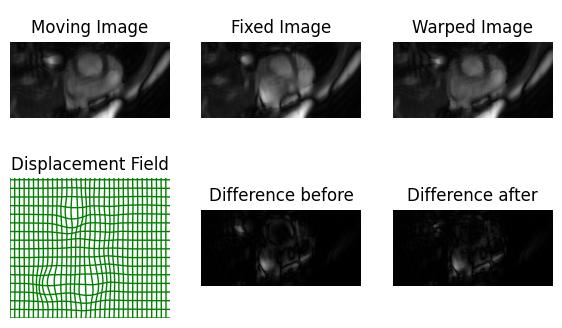 Moving Image
Fixed Image
Warped Image
Displacement Field
Difference before
Difference after